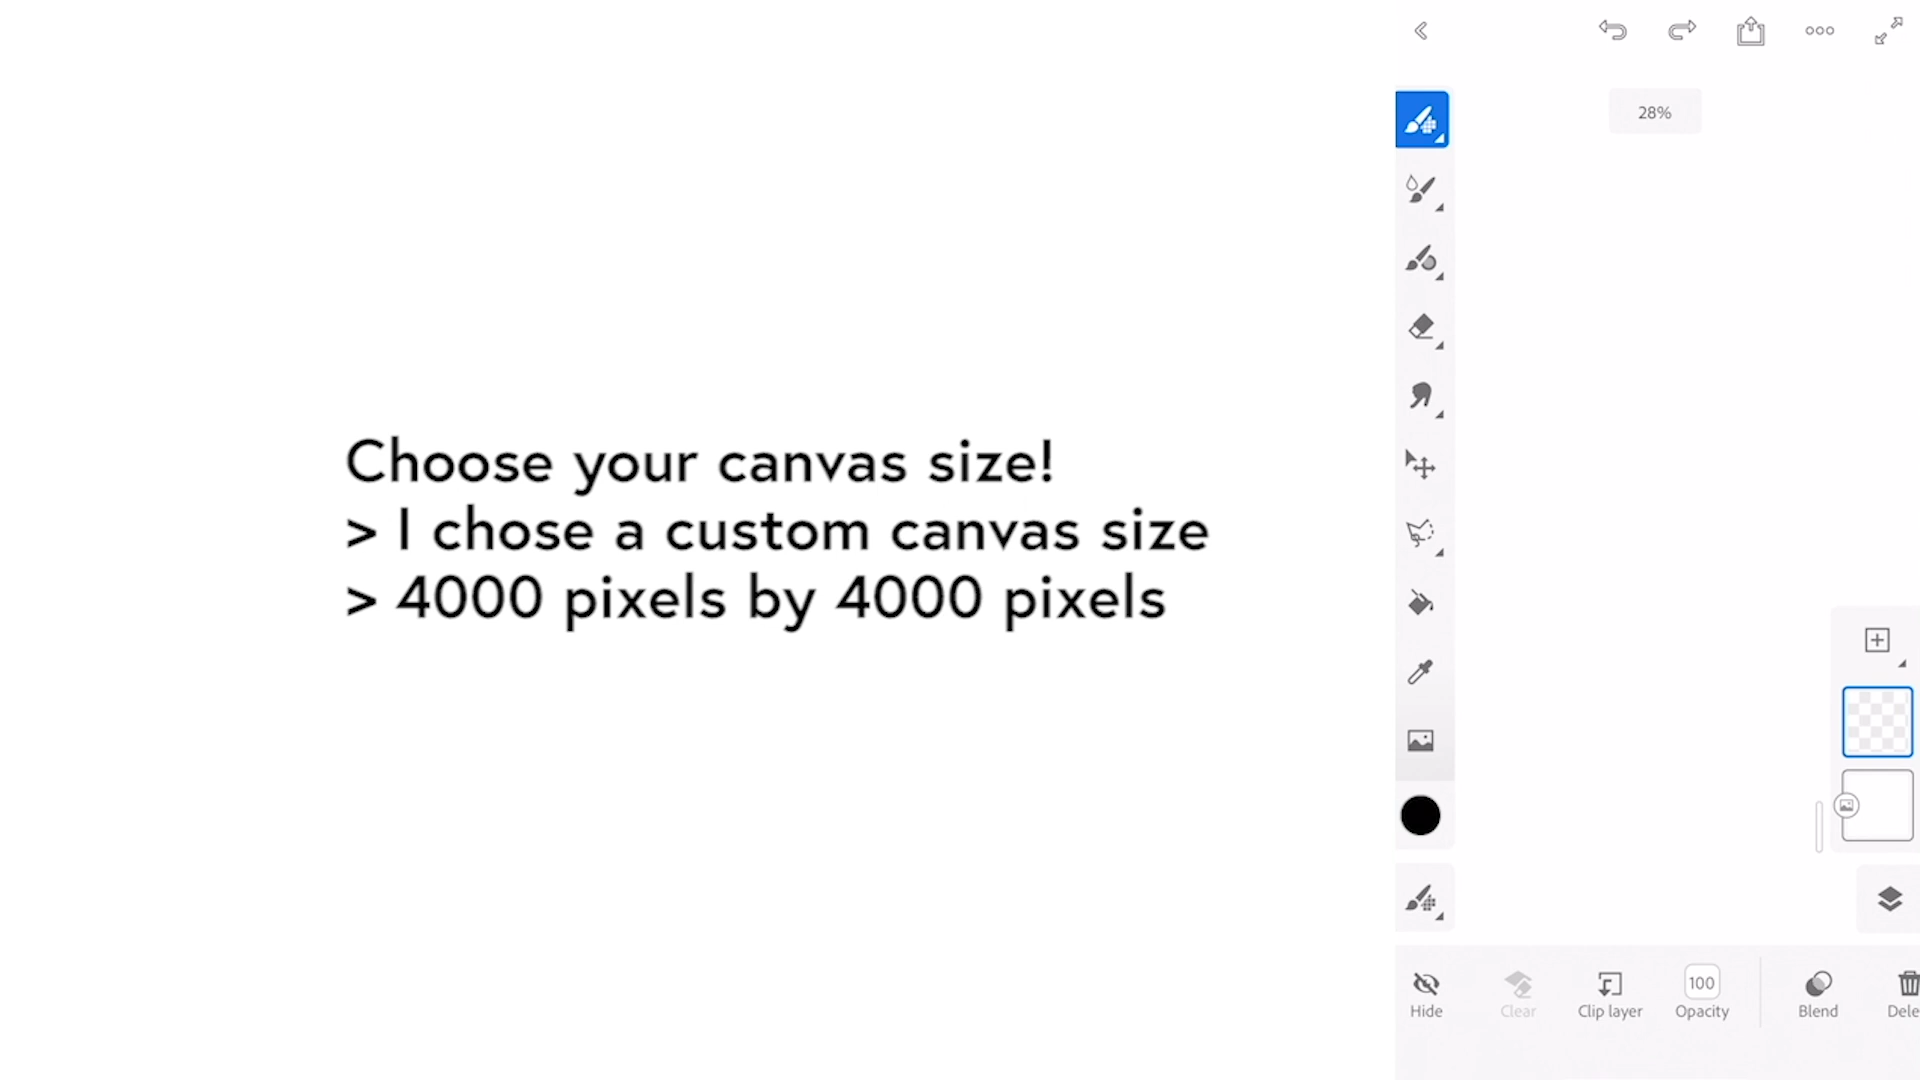 28%
Choose your canvas size!
> I chose a custom canvas size
> 4000 pixels by 4000 pixels
100
Hide Clear Clip layer Opacity Blend Dele